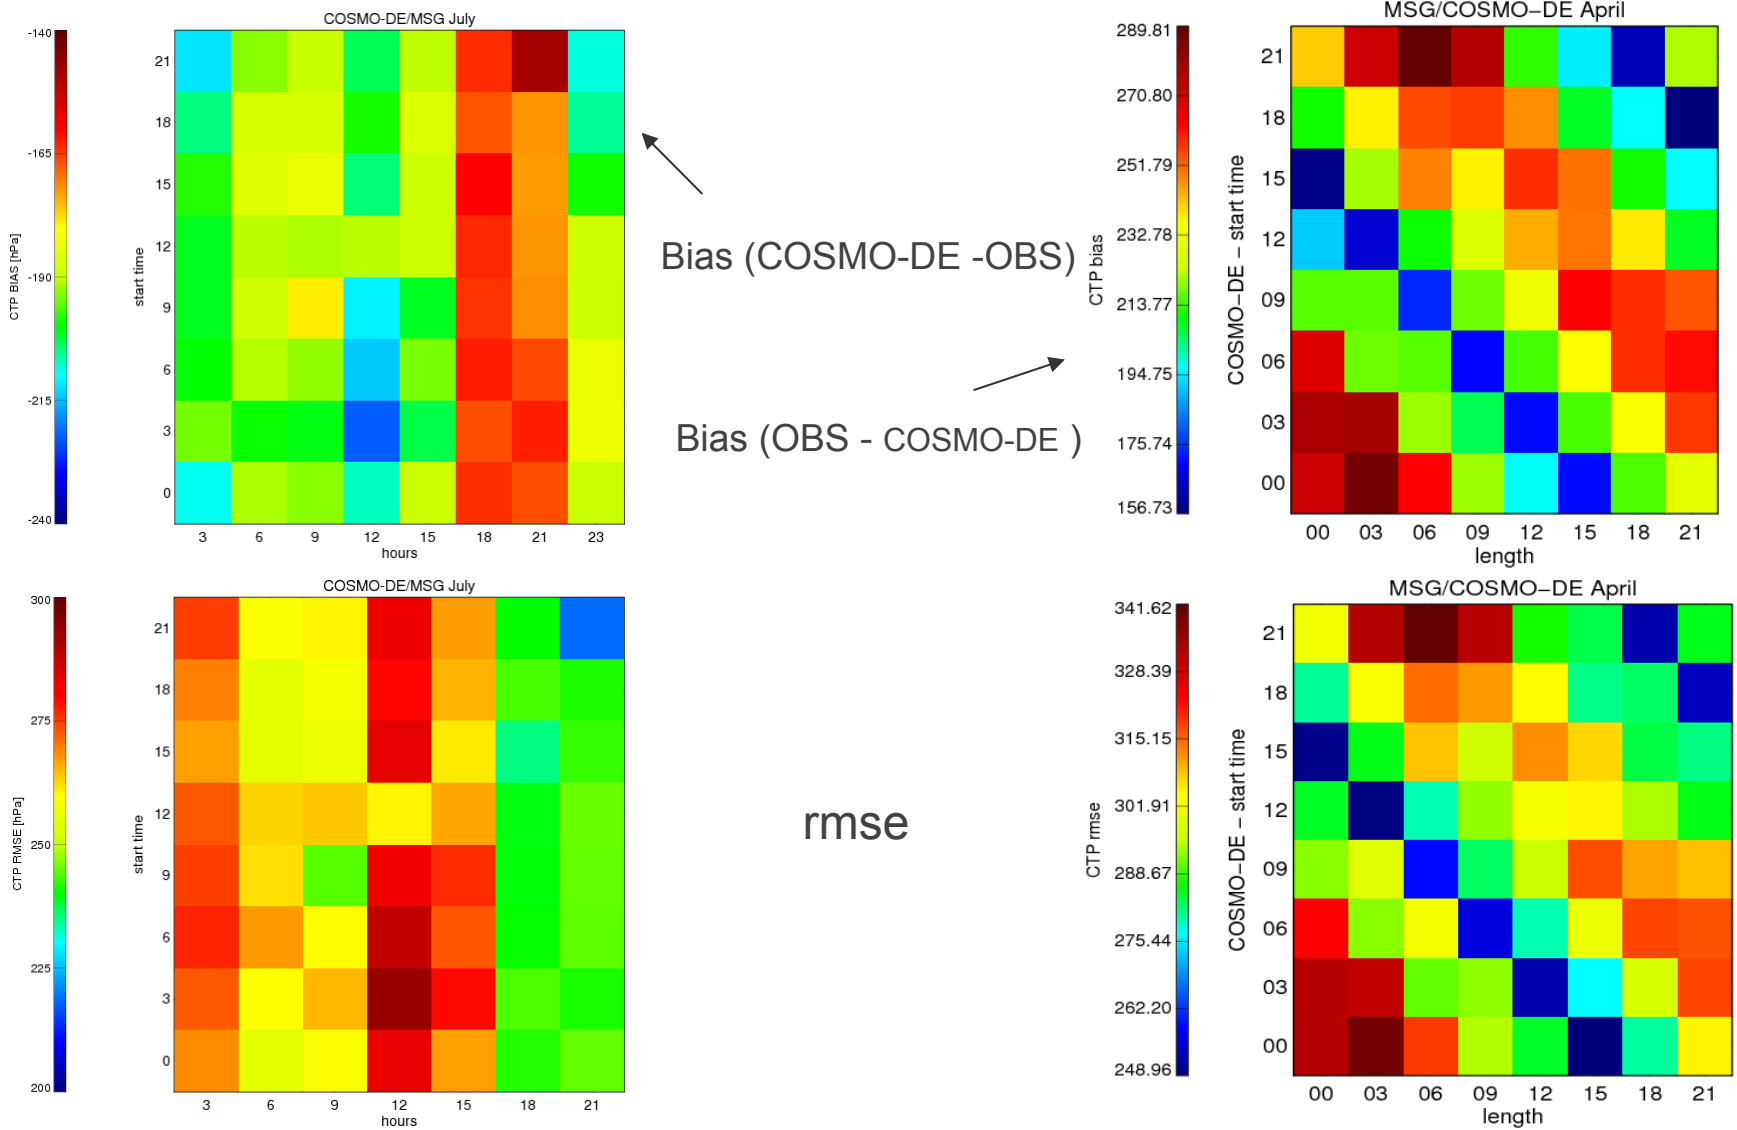 COSMO-DE/MSG July
-140
-165
-190
-215
-240
CTP BIAS [hPa]
start time
21
18
15
12
9
6
3
0
3 6 9 12 15 18 21 23
hours
Bias (COSMO-DE -OBS)
Bias (OBS - COSMO-DE )
MSG/COSMO-DE April
289.81
270.80
251.79
232.78
213.77
194.75
175.74
156.73
CTP bias
COSMO-DE - start time
21
18
15
12
09
06
03
00
00 03 06 09 12 15 18 21
length
COSMO-DE/MSG July
300
275
250
225
200
CTP RMSE [hPa]
start time
21
18
15
12
9
6
3
0
3 6 9 12 15 18 21
hours
rmse
MSG/COSMO-DE April
341.62
328.39
315.15
301.91
288.67
275.44
262.20
248.96
CTP rmse
COSMO-DE - start time
21
18
15
12
09
06
03
00
00 03 06 09 12 15 18 21
length